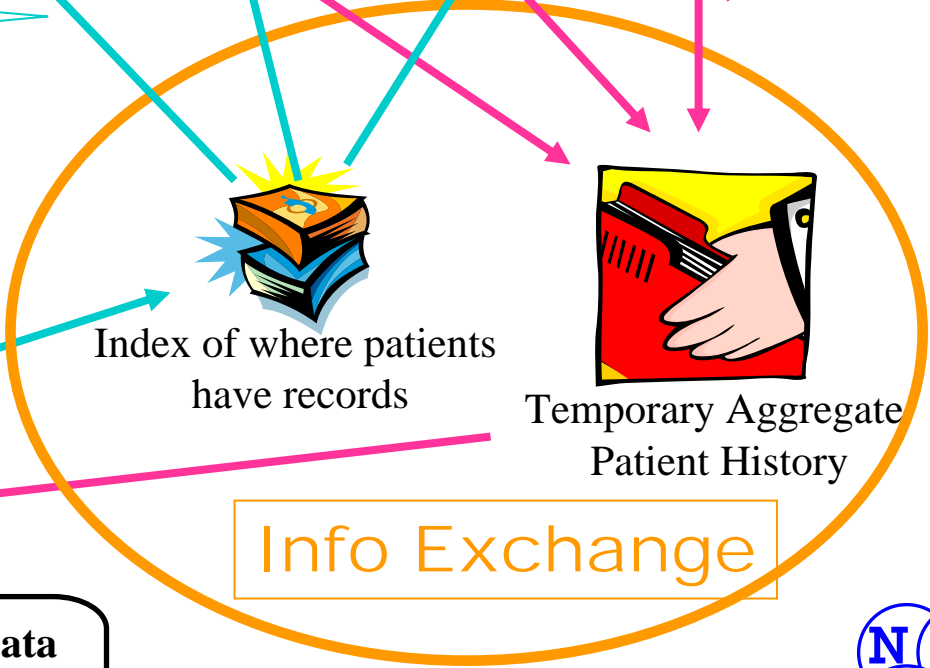 Index of where patients
have records
Temporary Aggregate
Patient History
Info Exchange
ata
N